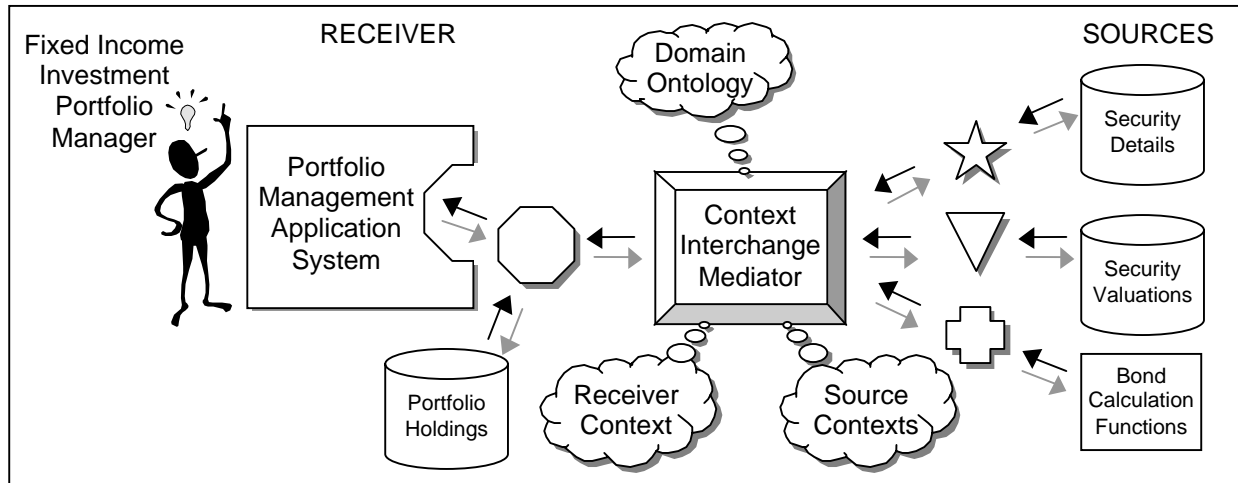 Fixed Income
Investment
Portfolio
Manager
RECEIVER
Portfolio
Management
Application
System
Portfolio
Holdings
Domain
Ontology
Context
Interchange
Mediator
Receiver
Context
Source
Contexts
SOURCES
Security
Details
Security
Valuations
Bond
Calculation
Functions